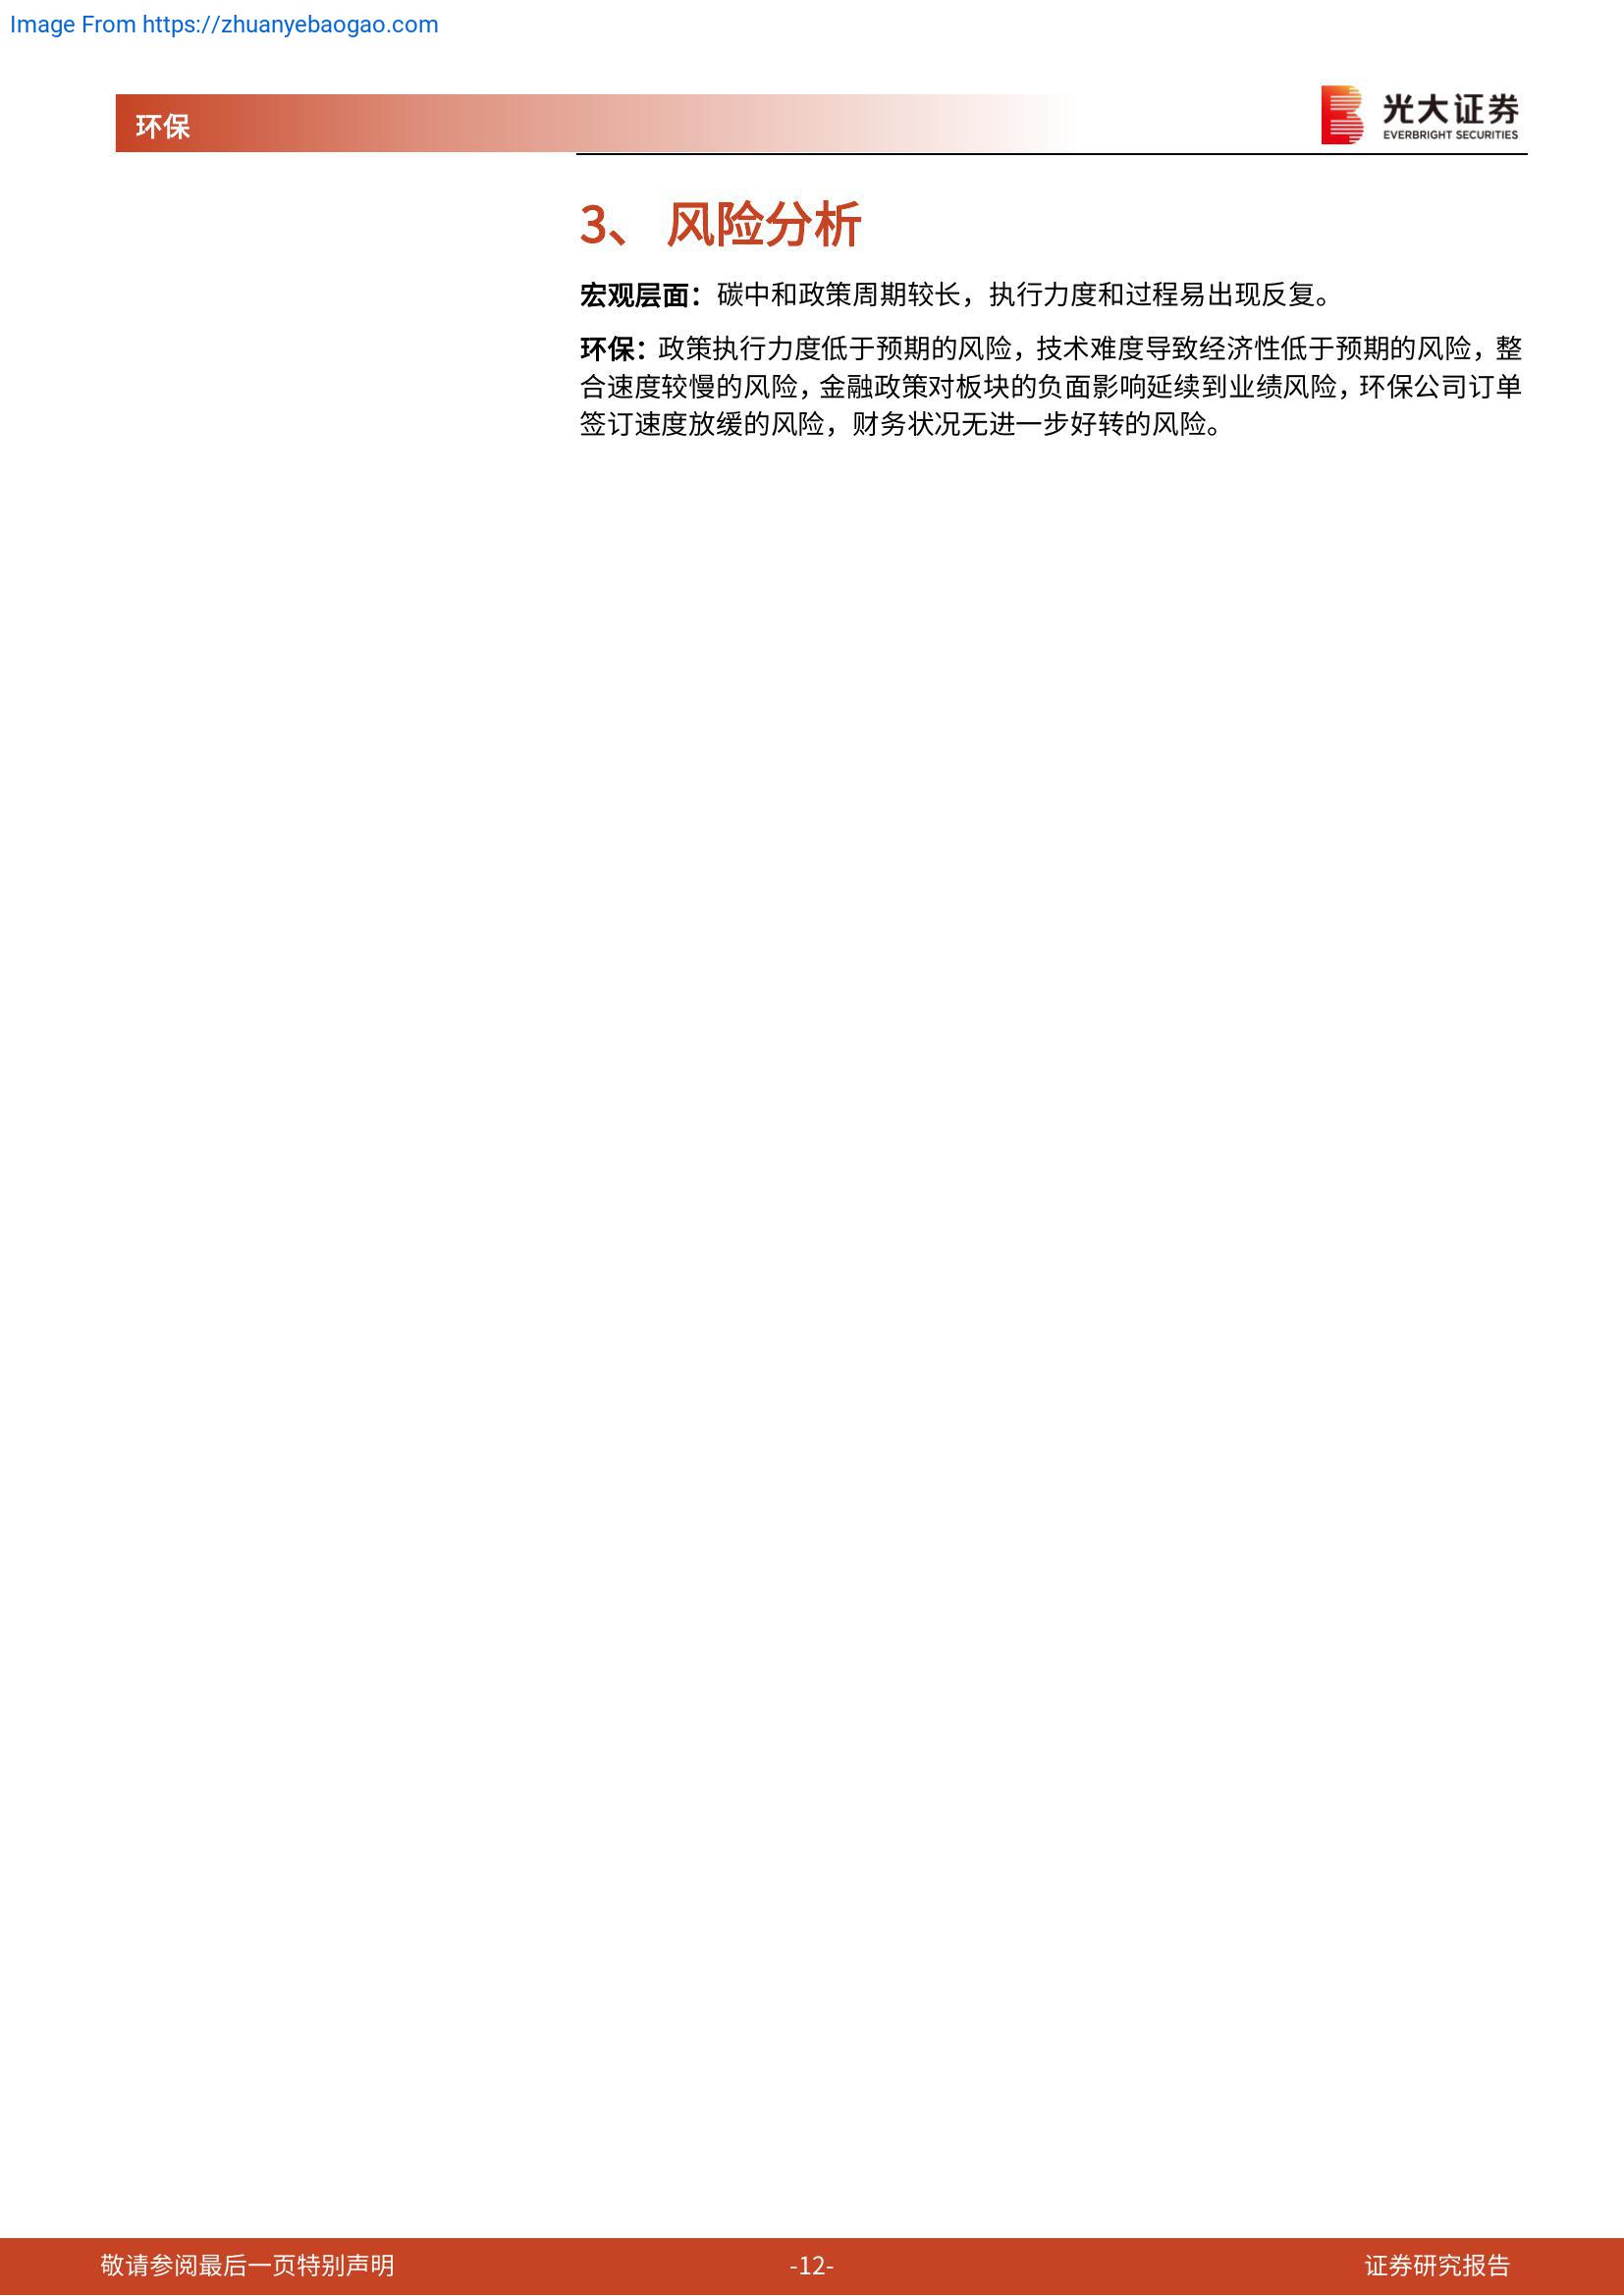 Image From https://zhuanyebaogao.com
环保
光大证券
EVERBRIGHT SECURITIES
3、 风险分析
宏观层面：碳中和政策周期较长，执行力度和过程易出现反复。
环保：政策执行力度低于预期的风险，技术难度导致经济性低于预期的风险，整
合速度较慢的风险，金融政策对板块的负面影响延续到业绩风险，环保公司订单
签订速度放缓的风险，财务状况无进一步好转的风险。
敬请参阅最后一页特别声明
-12-
证券研究报告